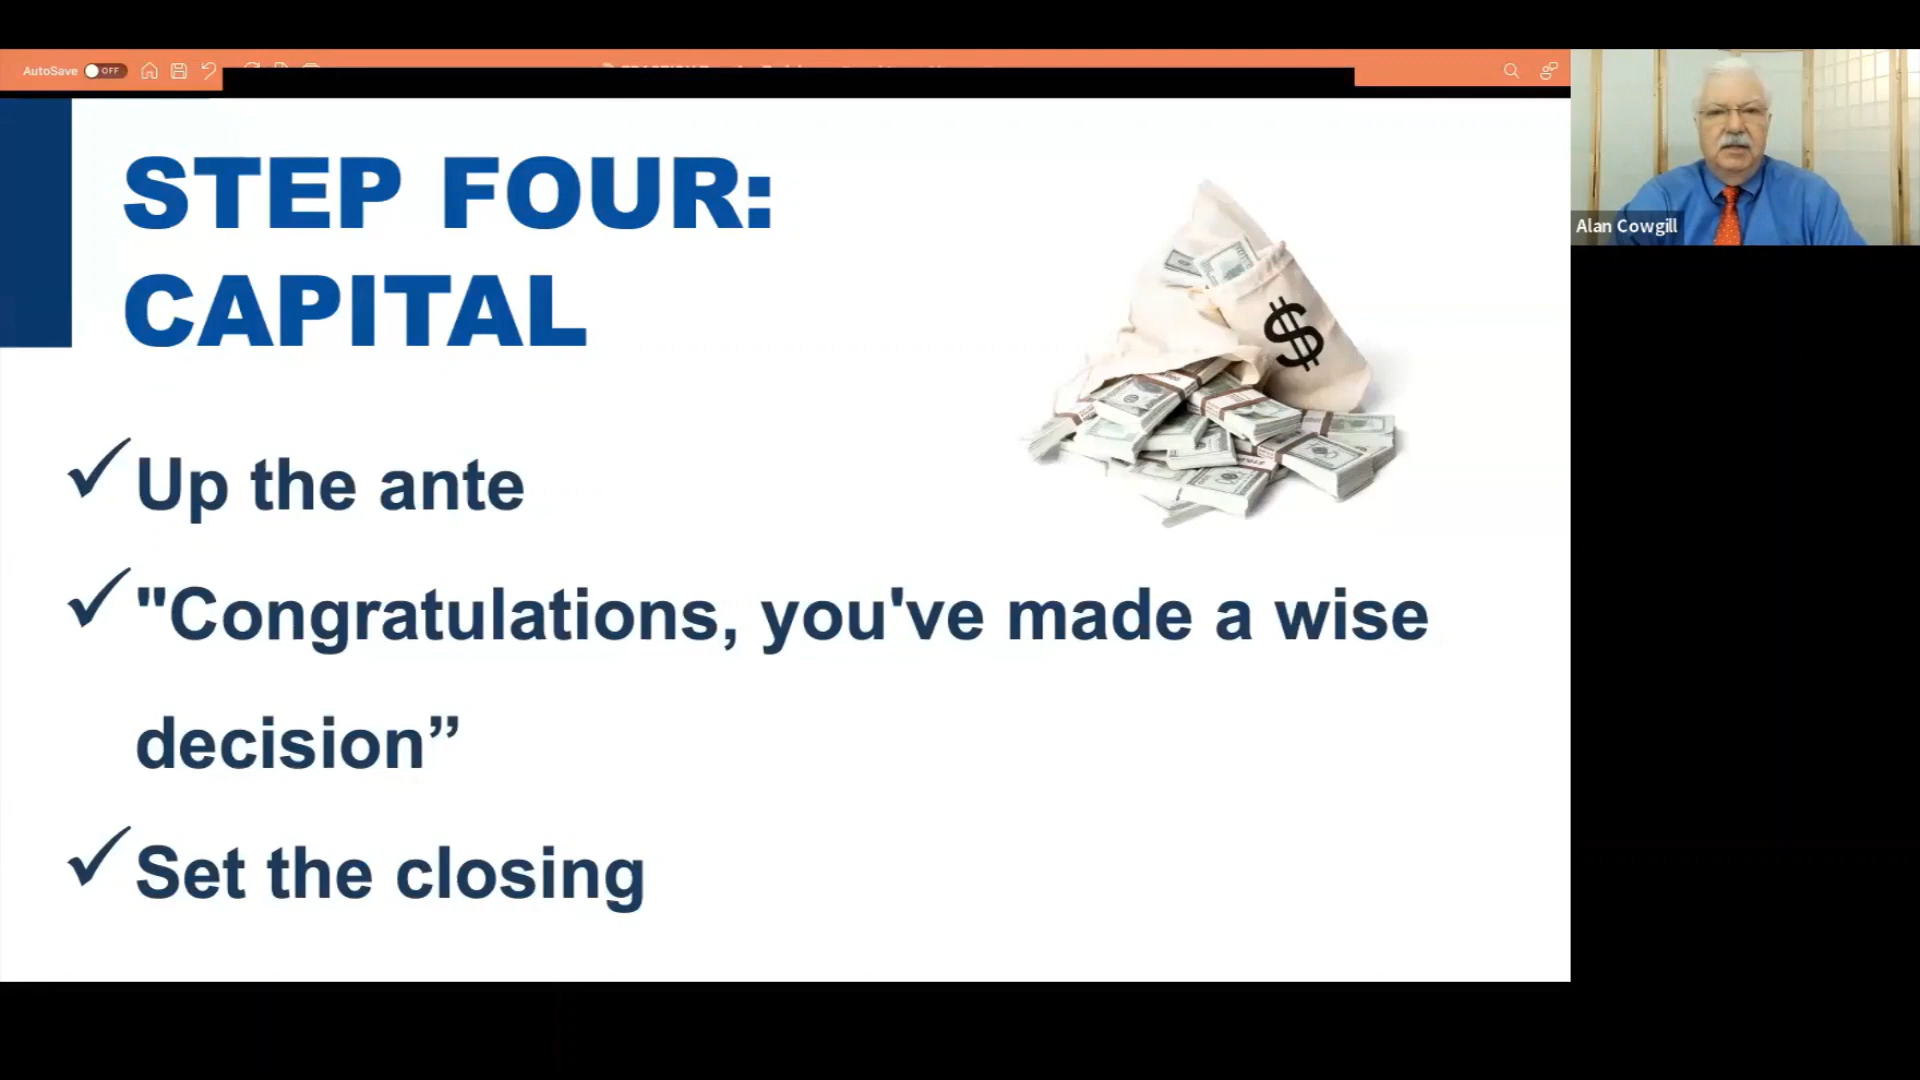 AutoSave OFF
STEP FOUR:
CAPITAL
$
✓Up the ante
✓"Congratulations, you've made a wise
decision”
✓Set the closing
Alan Cowgill